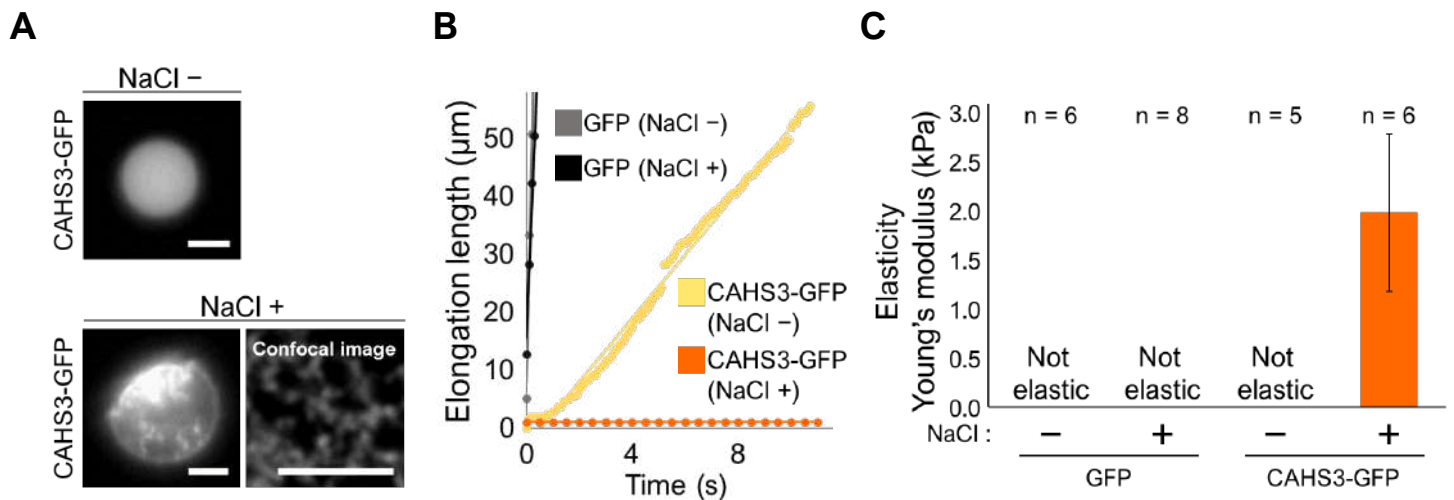 A
NaCl −
CAHS3-GFP
NaCl +
CAHS3-GFP
Confocal image
B
Elongation length (μm)
50
40
30
20
10
0
GFP (NaCl −)
GFP (NaCl +)
CAHS3-GFP
(NaCl −)
CAHS3-GFP
(NaCl +)
0
4
8
Time (s)
C
Elasticity
Young's modulus (kPa)
3.0
2.5
2.0
1.5
1.0
0.5
0.0
n = 6
n = 8
n = 5
n = 6
Not
elastic
Not
elastic
Not
elastic
NaCl :
− + − +
GFP
CAHS3-GFP